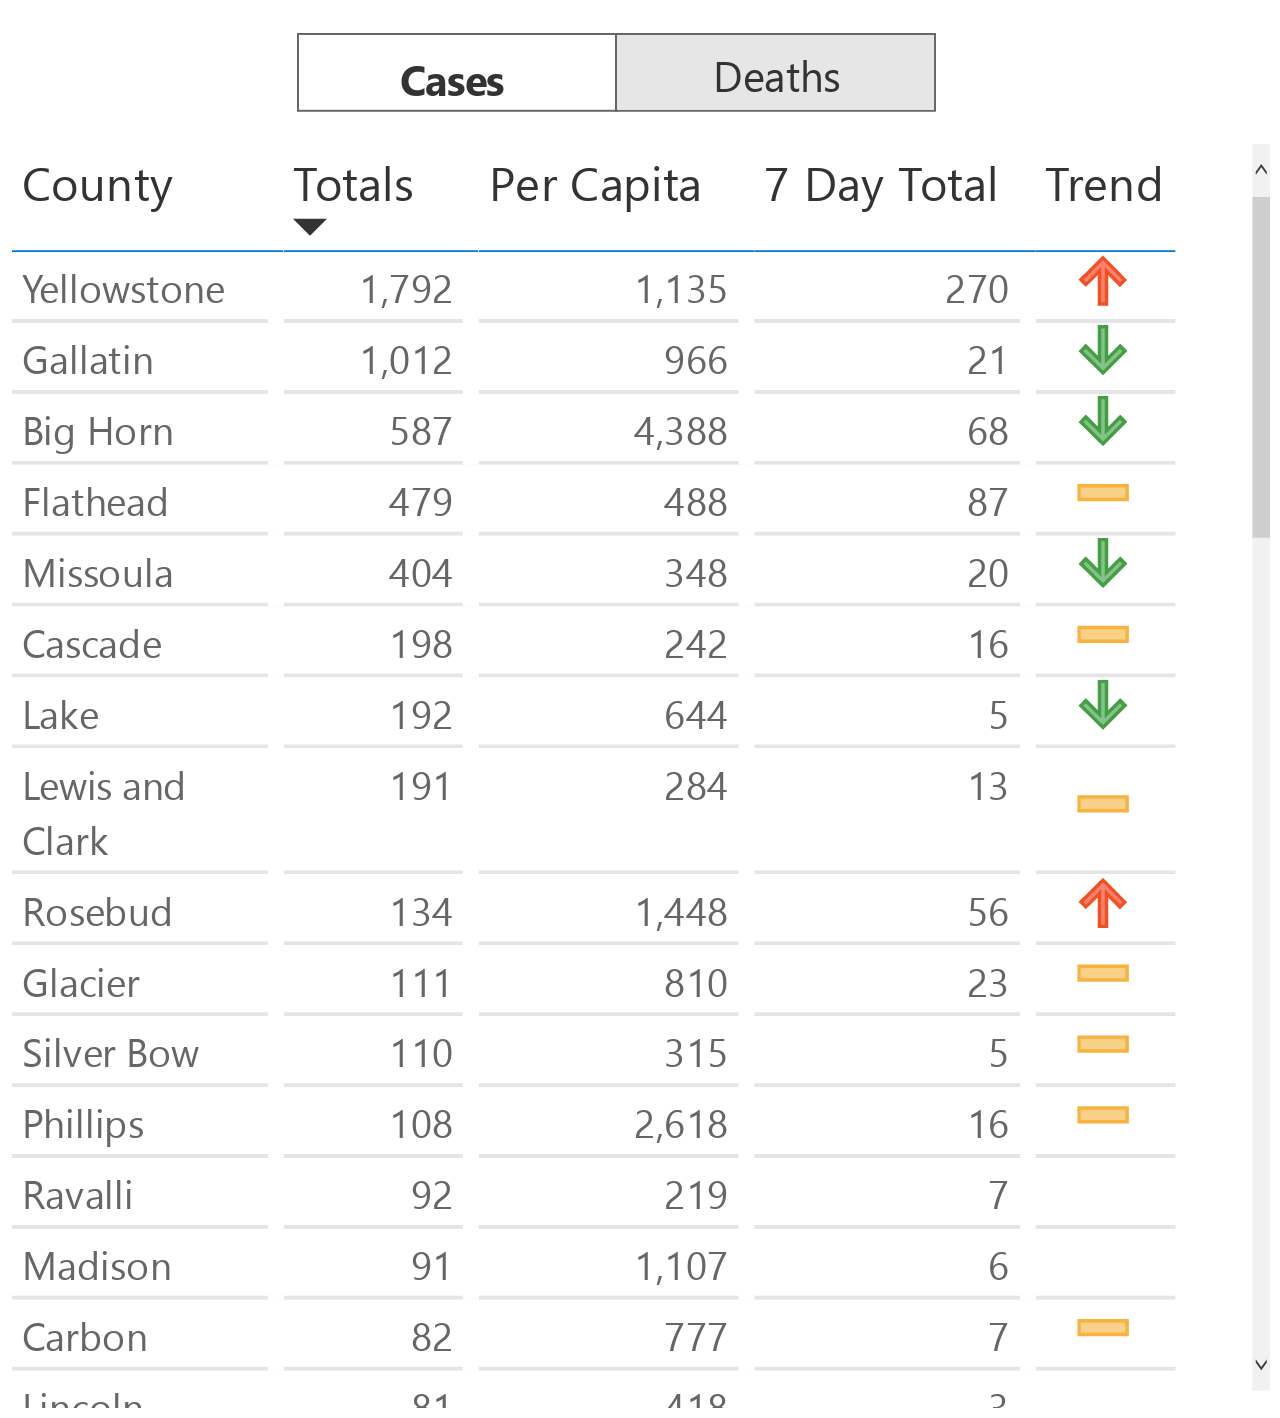 Cases Deaths
County Totals Per Capita 7 Day Total Trend
Yellowstone 1,792 1,135 270
Gallatin 1,012 966 21
Big Horn 587 4,388 68
Flathead 479 488 87
Missoula 404 348 20
Cascade 198 242 16
Lake 192 644 5
Lewis and 191 284 13
Clark
Rosebud 134 1,448 56
Glacier 111 810 23
Silver Bow 110 315 5
Phillips 108 2,618 16
Ravalli 92 219 7
Madison 91 1,107 6
Carbon 82 777 7
Lincoln 81 418 3